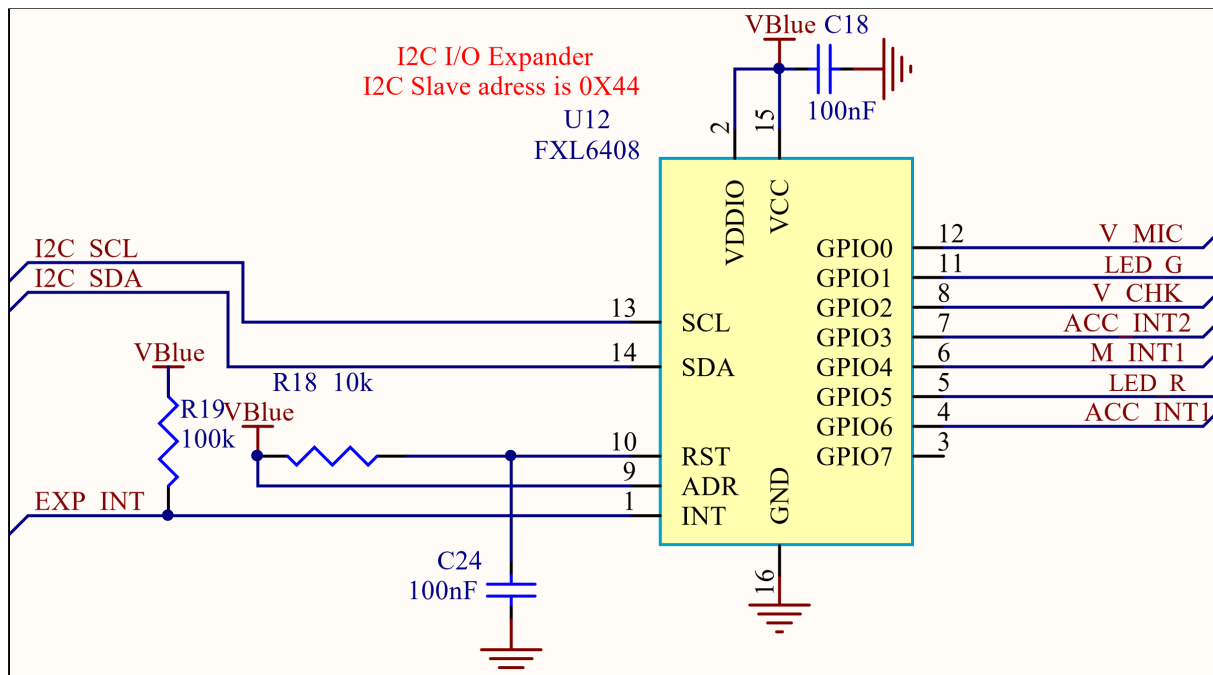 VBlue C18
I2C I/O Expander
I2C Slave adress is 0X44
100nF
U12
2
15
FXL6408
VDDIO
VCC
I2C SCL
GPIO0
12
V MIC
I2C SDA
GPIO1
11
LED G
GPIO2
8
V CHK
13
SCL
GPIO3
7
ACC INT2
VBlue
14
SDA
GPIO4
6
M INT1
R18 10k
GPIO5
5
LED R
R19
VBlue
GPIO6
4
ACC INT1
100k
10
RST
GPIO7
3
9
ADR
EXP INT
1
INT
GND
C24
100nF
16